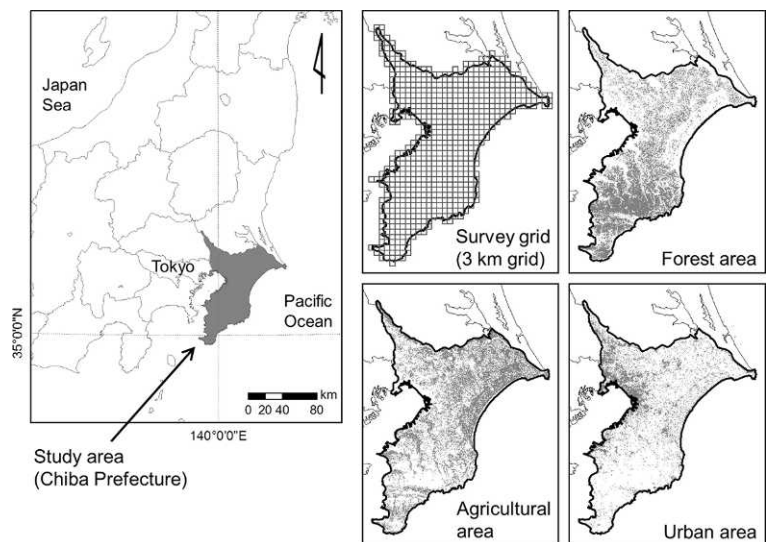 Japan
Sea
Tokyo
Pacific
Ocean
35°0'0"N
km
0 20 40 80
140°0'0"E
Study area
(Chiba Prefecture)
Survey grid
(3 km grid)
Forest area
Agricultural
area
Urban area